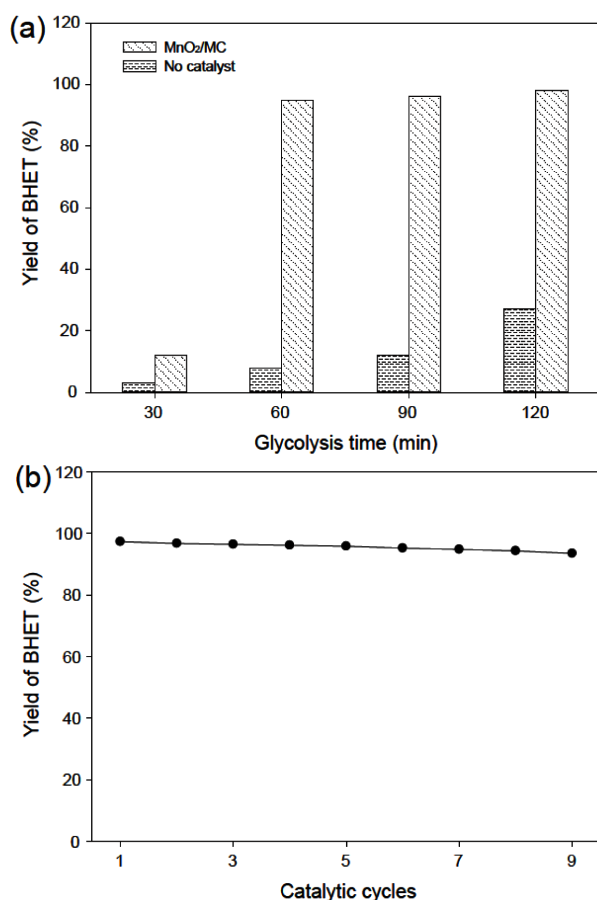 (a)
120
100
80
60
40
20
0
Yield of BHET (%)
MnO₂/MC
No catalyst
30 60 90 120
Glycolysis time (min)
(b)
120
100
80
60
40
20
0
Yield of BHET (%)
1 3 5 7 9
Catalytic cycles